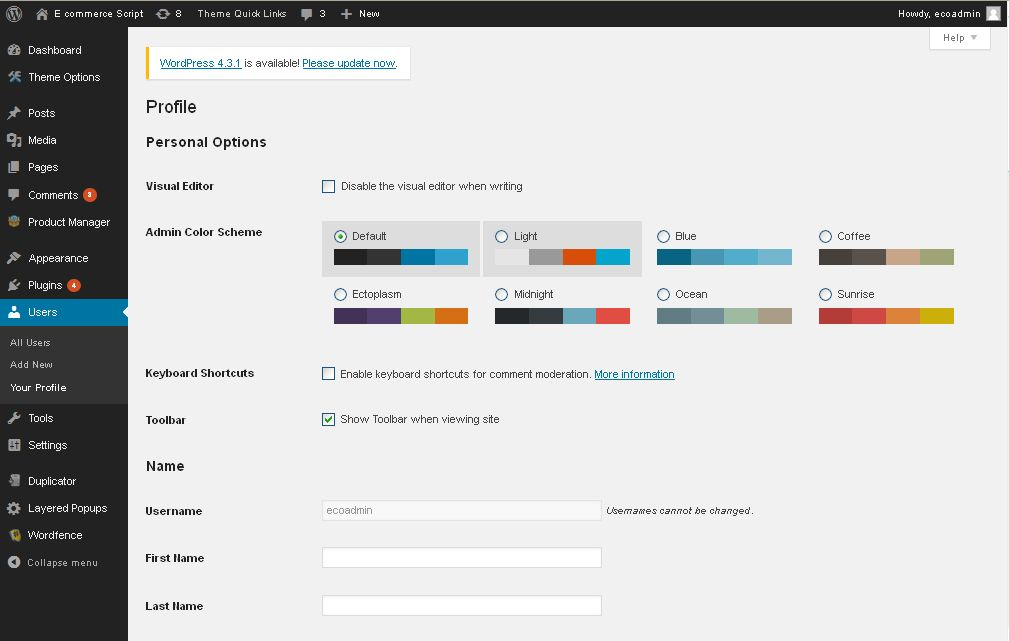 E commerce Script 8 Theme Quick Links 3 New Howdy, ecoadmin
Help
Dashboard
Theme Options
Posts
Media
Pages
Comments 3
Product Manager
Appearance
Plugins 4
Users
All Users
Add New
Your Profile
Tools
Settings
Duplicator
Layered Popups
Wordfence
Collapse menu
WordPress 4.3.1 is available! Please update now.
Profile
Personal Options
Visual Editor Disable the visual editor when writing
Admin Color Scheme Default Light Blue Coffee
Ectoplasm Midnight Ocean Sunrise
Keyboard Shortcuts Enable keyboard shortcuts for comment moderation. More information
Toolbar Show Toolbar when viewing site
Name
Username ecoadmin Usernames cannot be changed.
First Name
Last Name